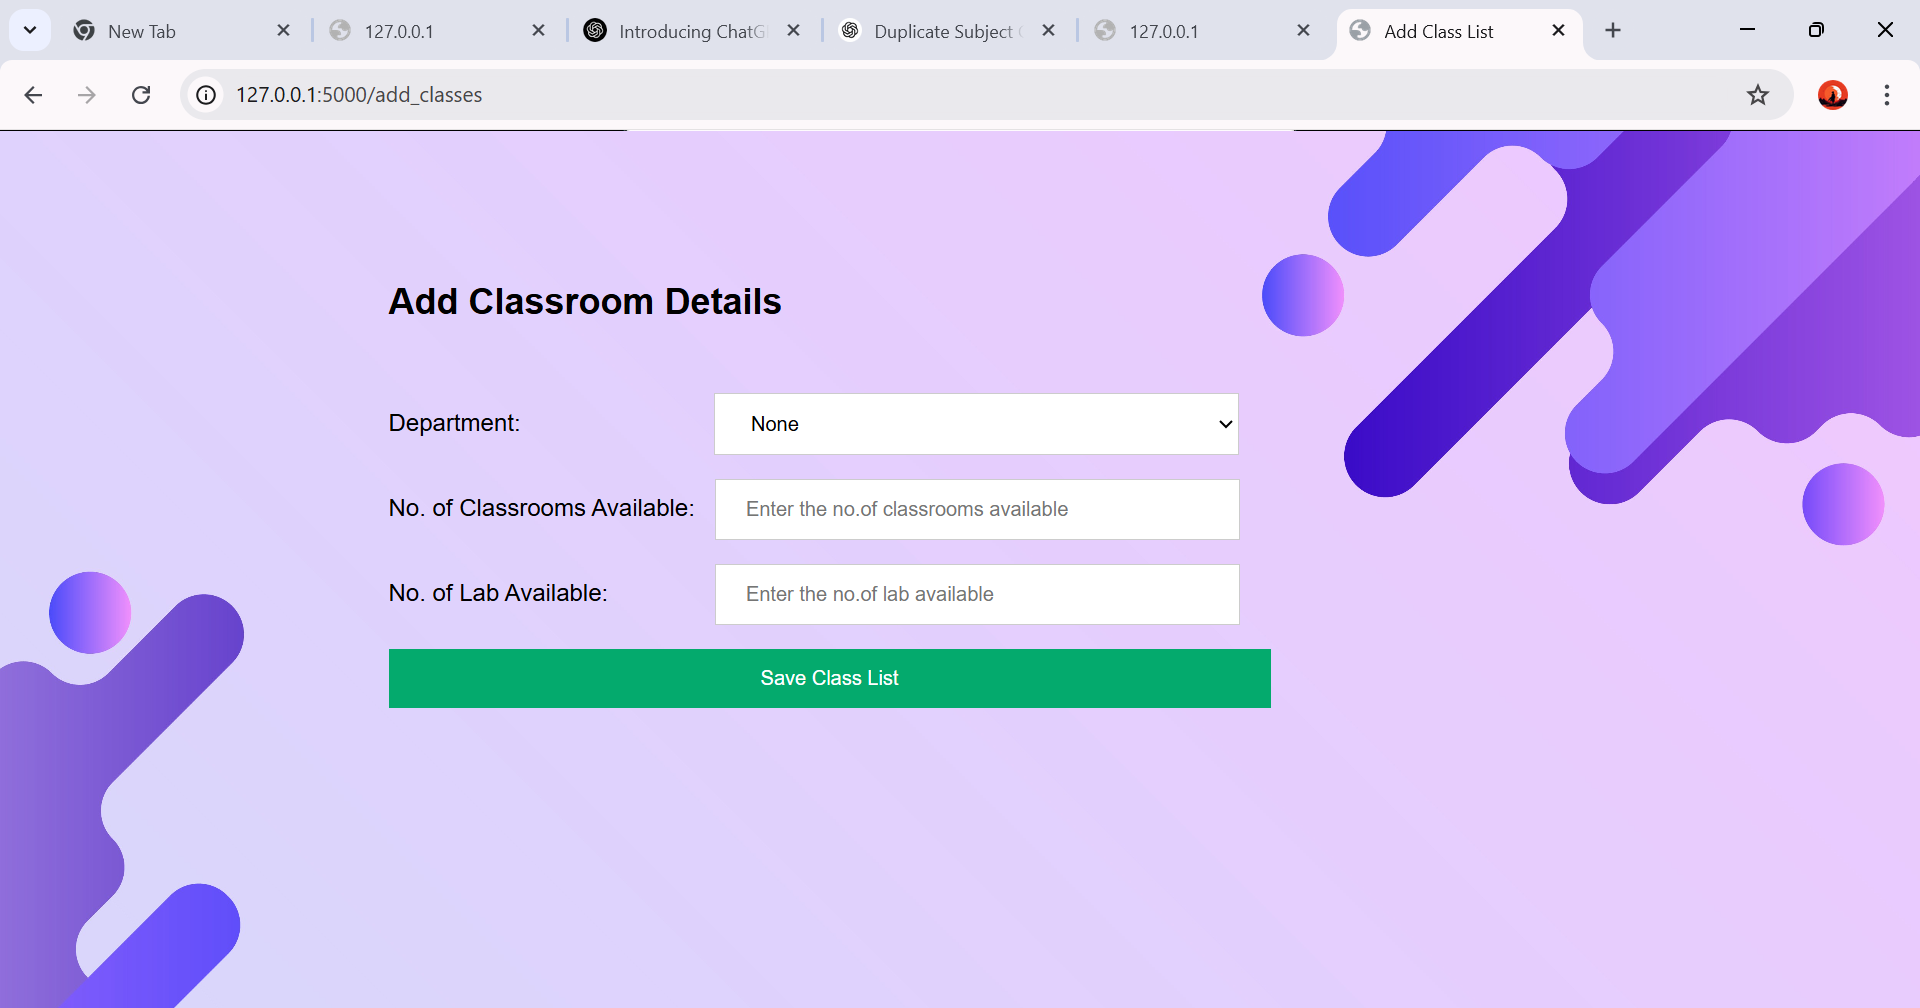 New Tab
127.0.0.1
Introducing ChatG
Duplicate Subject
127.0.0.1
Add Class List
127.0.0.1:5000/add_classes
Add Classroom Details
Department:
None
No. of Classrooms Available:
Enter the no.of classrooms available
No. of Lab Available:
Enter the no.of lab available
Save Class List